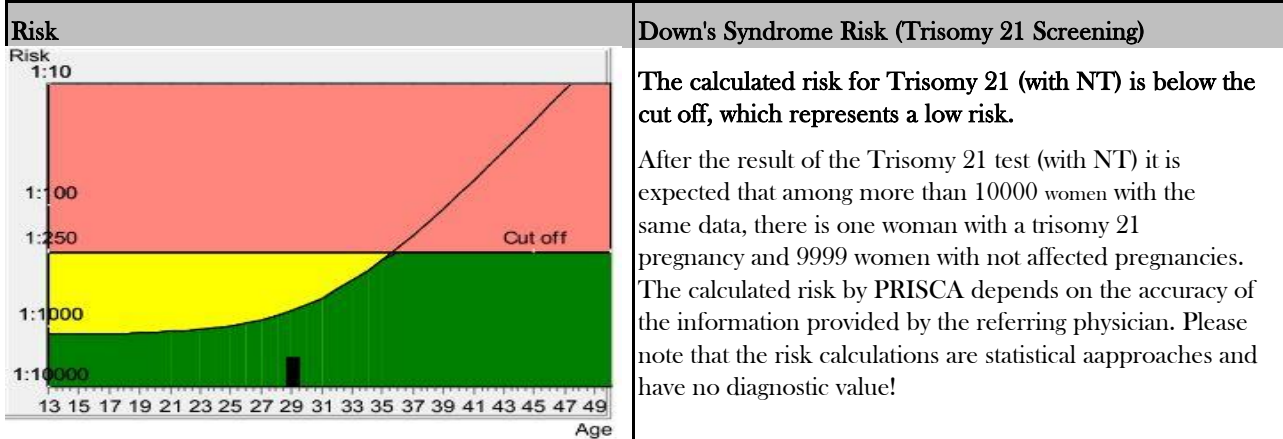 Risk
Risk
1:10
1:100
1:250
Cut off
1:1000
1:10000
13 15 17 19 21 23 25 27 29 31 33 35 37 39 41 43 45 47 49
Age
Down's Syndrome Risk (Trisomy 21 Screening)
The calculated risk for Trisomy 21 (with NT) is below the
cut off, which represents a low risk.
After the result of the Trisomy 21 test (with NT) it is
expected that among more than 10000 women with the
same data, there is one woman with a trisomy 21
pregnancy and 9999 women with not affected pregnancies.
The calculated risk by PRISCA depends on the accuracy of
the information provided by the referring physician. Please
note that the risk calculations are statistical aapproaches and
have no diagnostic value!